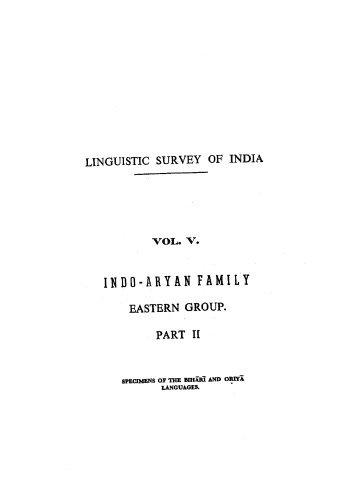 LINGUISTIC SURVEY OF INDIA
VOL. V.
INDO-ARYAN FAMILY
EASTERN GROUP.
PART II
SPECIMENS OF THE BIHĀRĪ AND ORIYĀ
LANGUAGES.